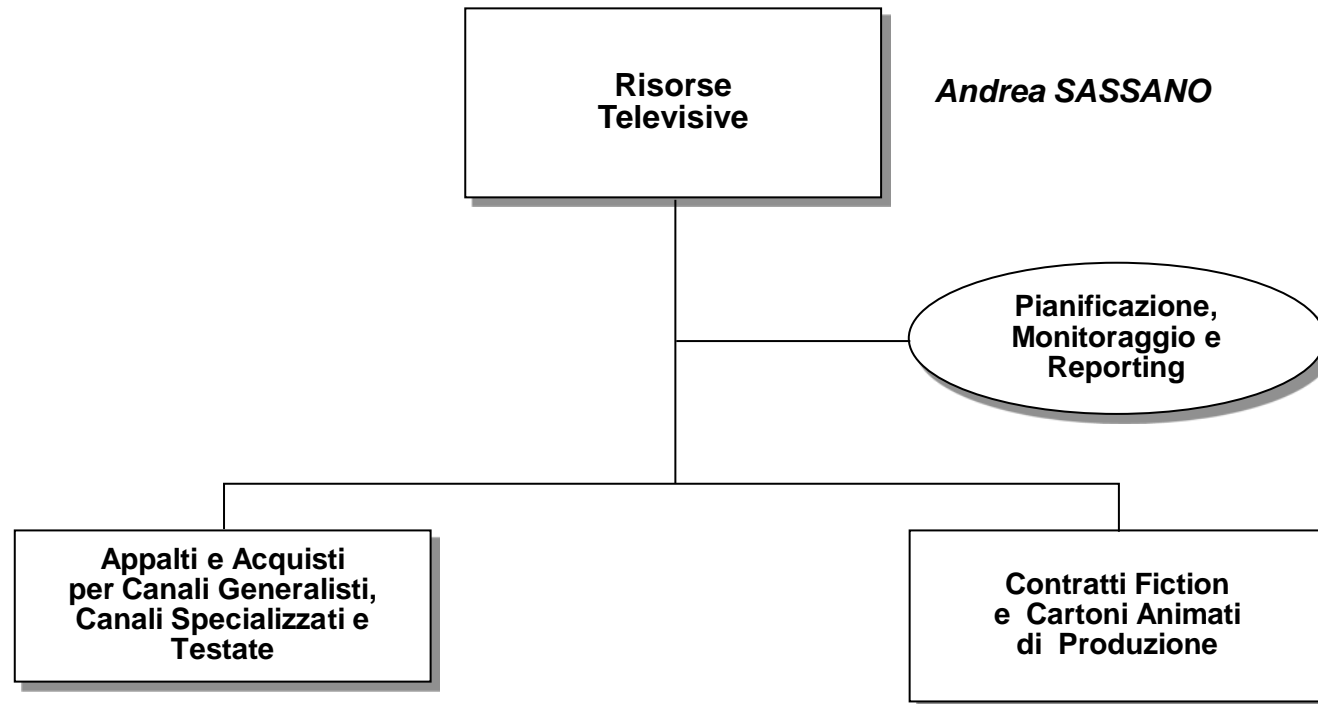 Risorse
Televisive
Andrea SASSANO
Pianificazione,
Monitoraggio e
Reporting
Appalti e Acquisti
per Canali Generalisti,
Canali Specializzati e
Testate
Contratti Fiction
e Cartoni Animati
di Produzione